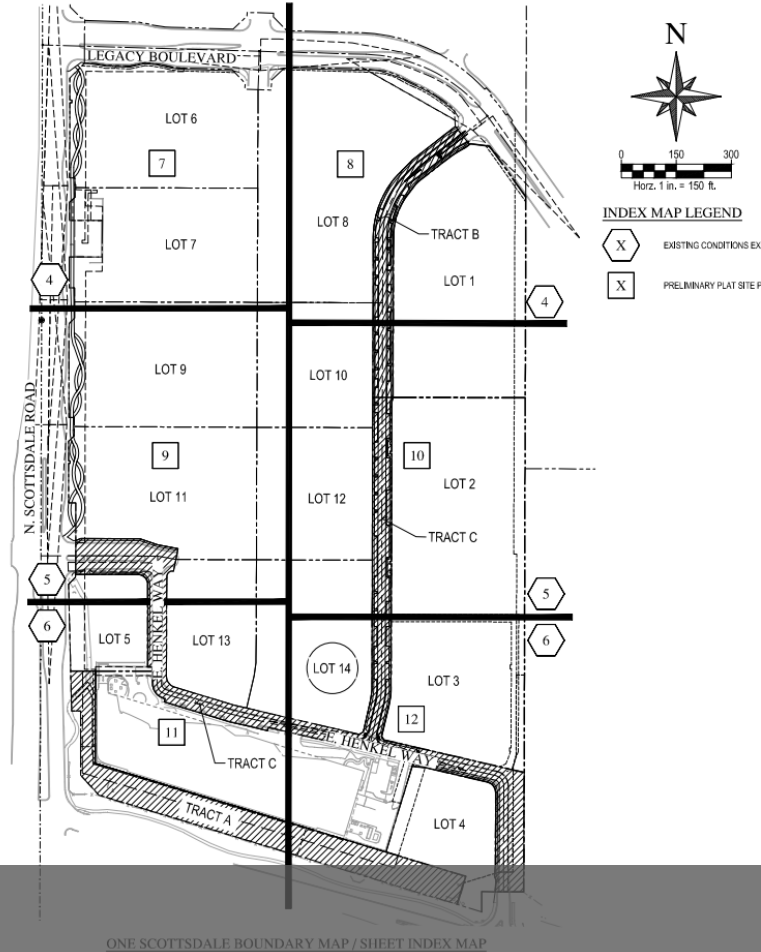 LEGACY BOULEVARD
N
LOT 6
7
8
0 150 300
Horz. 1 in. = 150 ft.
INDEX MAP LEGEND
X EXISTING CONDITIONS EX
X PRELIMINARY PLAT SITE P
LOT 7
LOT 8
TRACT B
LOT 1
4
4
N. SCOTTSDALE ROAD
LOT 9
LOT 10
9
10
LOT 11
LOT 12
LOT 2
TRACT C
5
5
6
6
LOT 5
HENKEL WAY
LOT 13
LOT 14
LOT 3
11
12
TRACT C
E. HENKEL WAY
TRACT A
LOT 4
ONE SCOTTSDALE BOUNDARY MAP / SHEET INDEX MAP